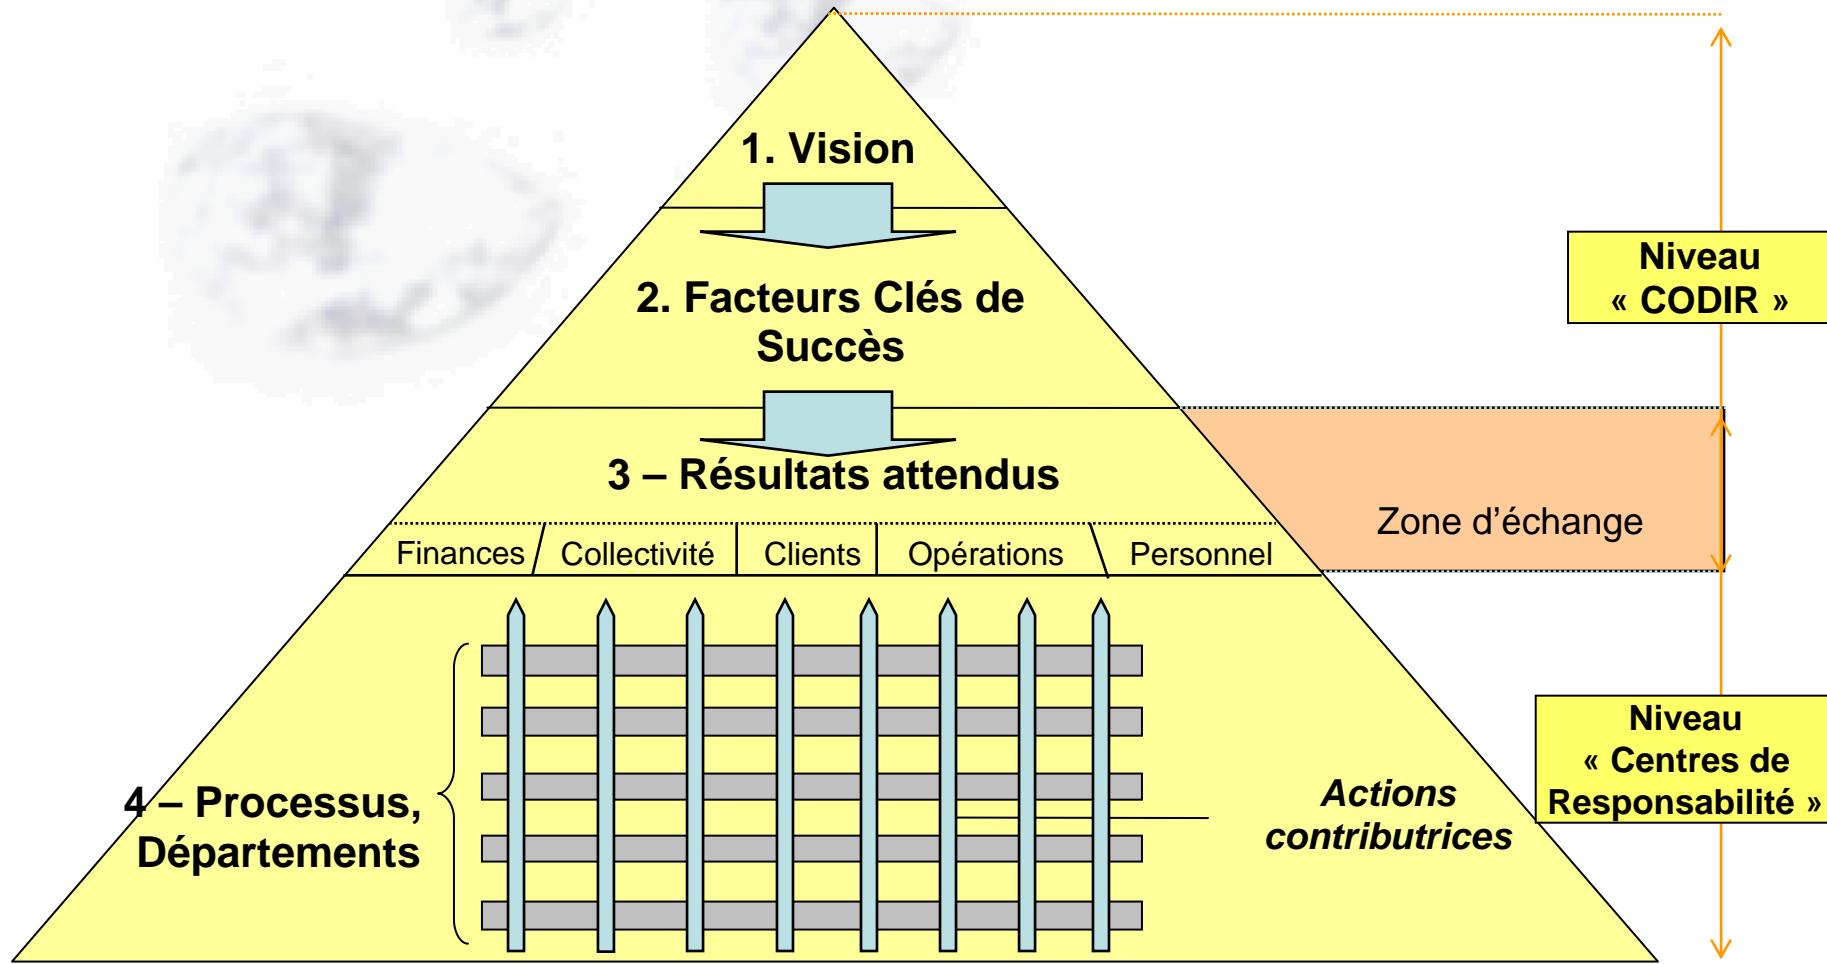 1. Vision
2. Facteurs Clés de
Succès
3 – Résultats attendus
Finances
Collectivité
Clients
Opérations
Personnel
4 – Processus,
Départements
Actions
contributrices
Niveau
« CODIR »
Zone d’échange
Niveau
« Centres de
Responsabilité »